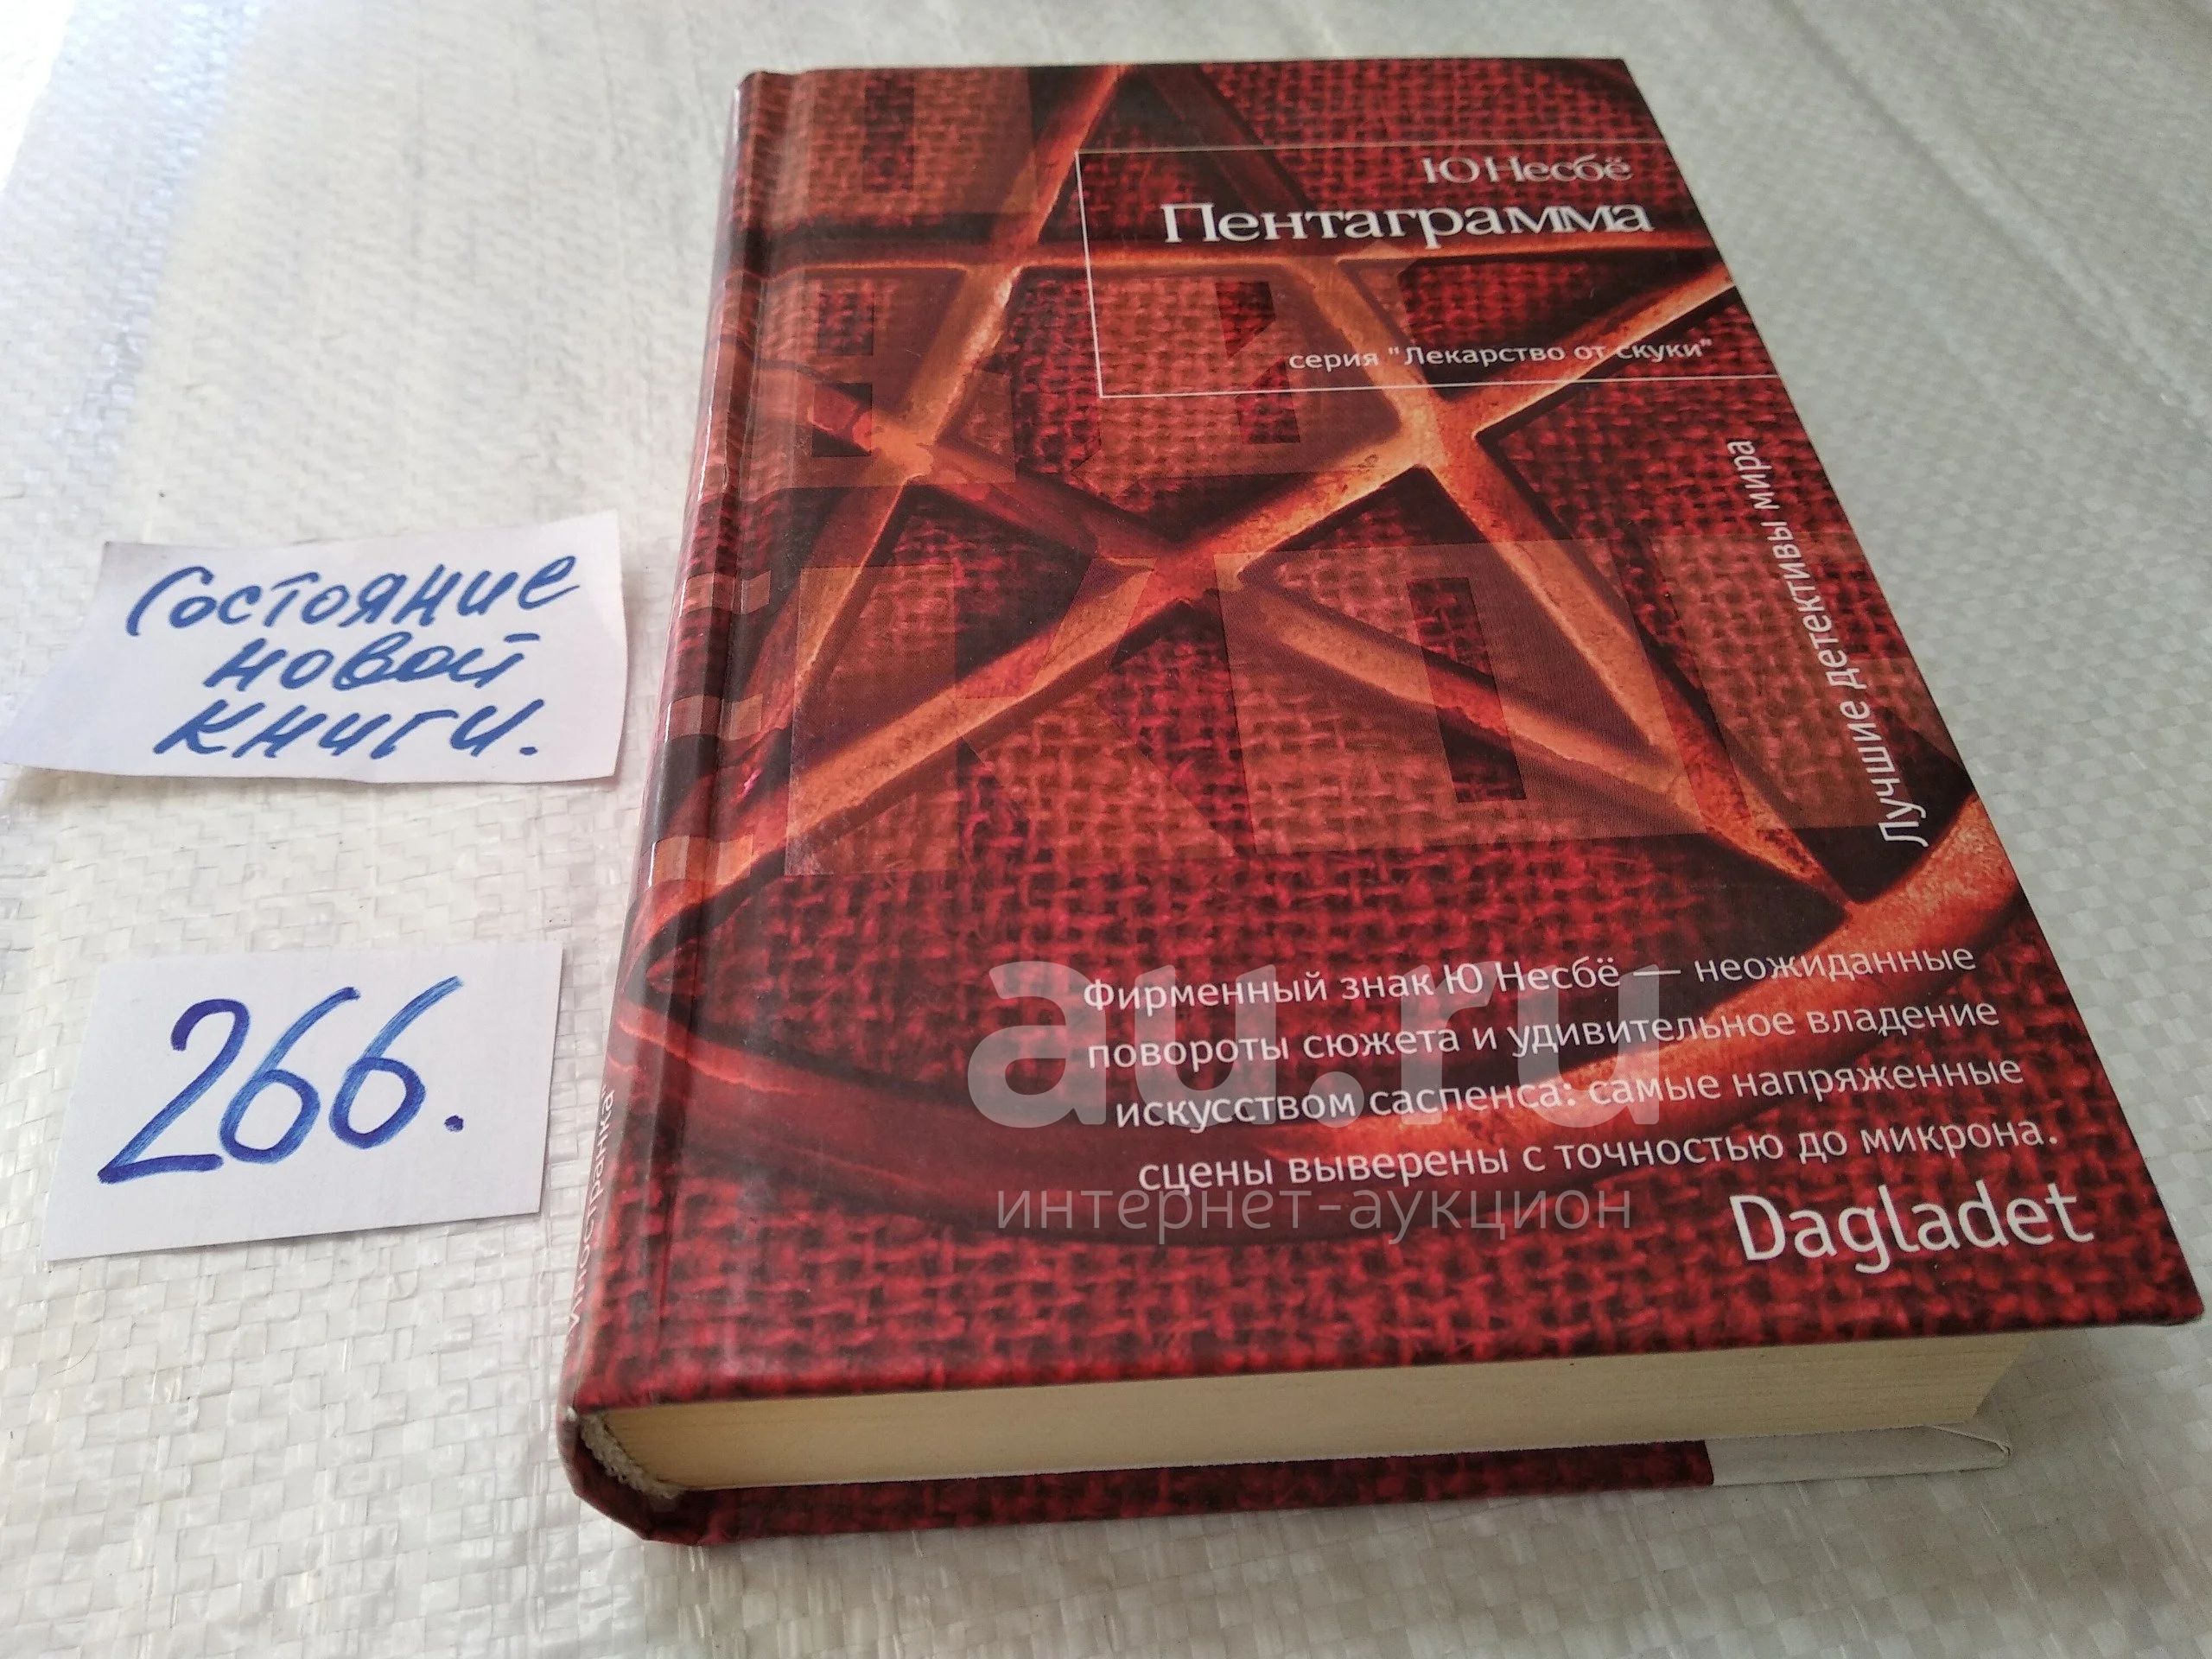 Ю Несбё
Пентаграмма
серия "Лекарство от скуки"
Лучшие детективы мира
Состояние
новой
книги.
266.
Фирменный знак Ю Несбё — неожиданные
повороты сюжета и удивительное владение
искусством саспенса: самые напряженные
сцены выверены с точностью до микрона.
Dagladet
au.ru
интернет-аукцион
Иностранка"